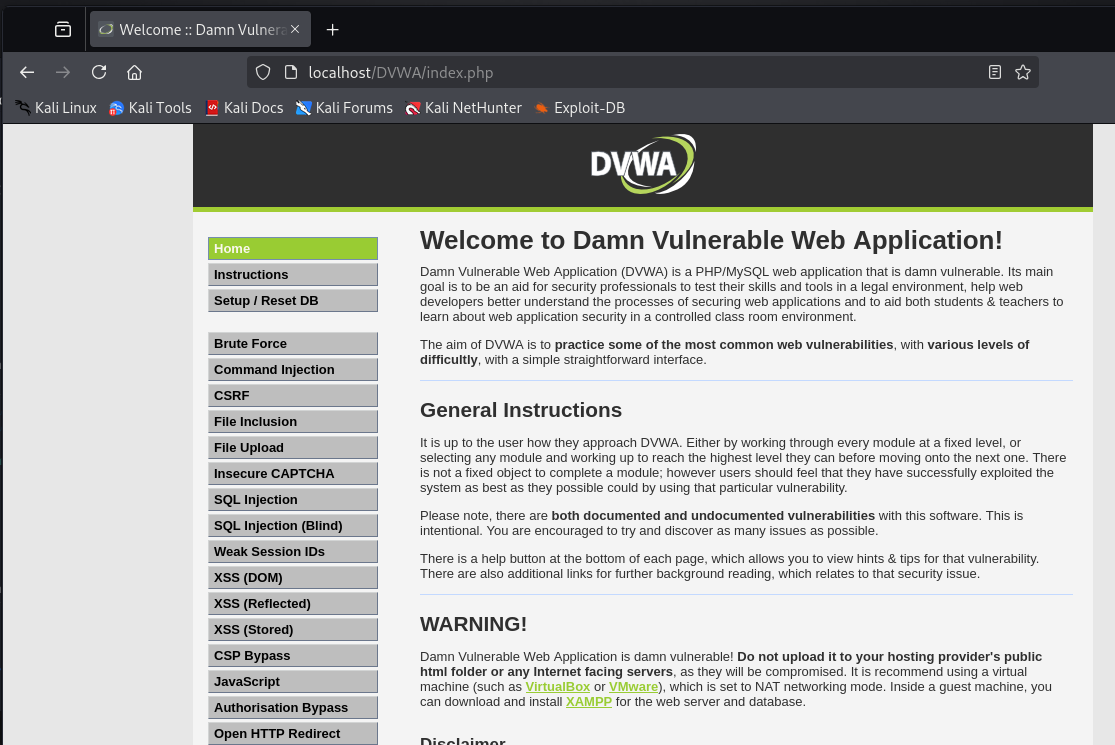 Welcome :: Damn Vulnera
localhost/DVWA/index.php
Kali Linux Kali Tools Kali Docs Kali Forums Kali NetHunter Exploit-DB
DVWA
Home
Instructions
Setup / Reset DB
Brute Force
Command Injection
CSRF
File Inclusion
File Upload
Insecure CAPTCHA
SQL Injection
SQL Injection (Blind)
Weak Session IDs
XSS (DOM)
XSS (Reflected)
XSS (Stored)
CSP Bypass
JavaScript
Authorisation Bypass
Open HTTP Redirect
Welcome to Damn Vulnerable Web Application!
Damn Vulnerable Web Application (DVWA) is a PHP/MySQL web application that is damn vulnerable. Its main
goal is to be an aid for security professionals to test their skills and tools in a legal environment, help web
developers better understand the processes of securing web applications and to aid both students & teachers to
learn about web application security in a controlled class room environment.
The aim of DVWA is to practice some of the most common web vulnerabilities, with various levels of
difficultly, with a simple straightforward interface.
General Instructions
It is up to the user how they approach DVWA. Either by working through every module at a fixed level, or
selecting any module and working up to reach the highest level they can before moving onto the next one. There
is not a fixed object to complete a module; however users should feel that they have successfully exploited the
system as best as they possible could by using that particular vulnerability.
Please note, there are both documented and undocumented vulnerabilities with this software. This is
intentional. You are encouraged to try and discover as many issues as possible.
There is a help button at the bottom of each page, which allows you to view hints & tips for that vulnerability.
There are also additional links for further background reading, which relates to that security issue.
WARNING!
Damn Vulnerable Web Application is damn vulnerable! Do not upload it to your hosting provider's public
html folder or any Internet facing servers, as they will be compromised. It is recommend using a virtual
machine (such as VirtualBox or VMware), which is set to NAT networking mode. Inside a guest machine, you
can download and install XAMPP for the web server and database.
Disclaimer